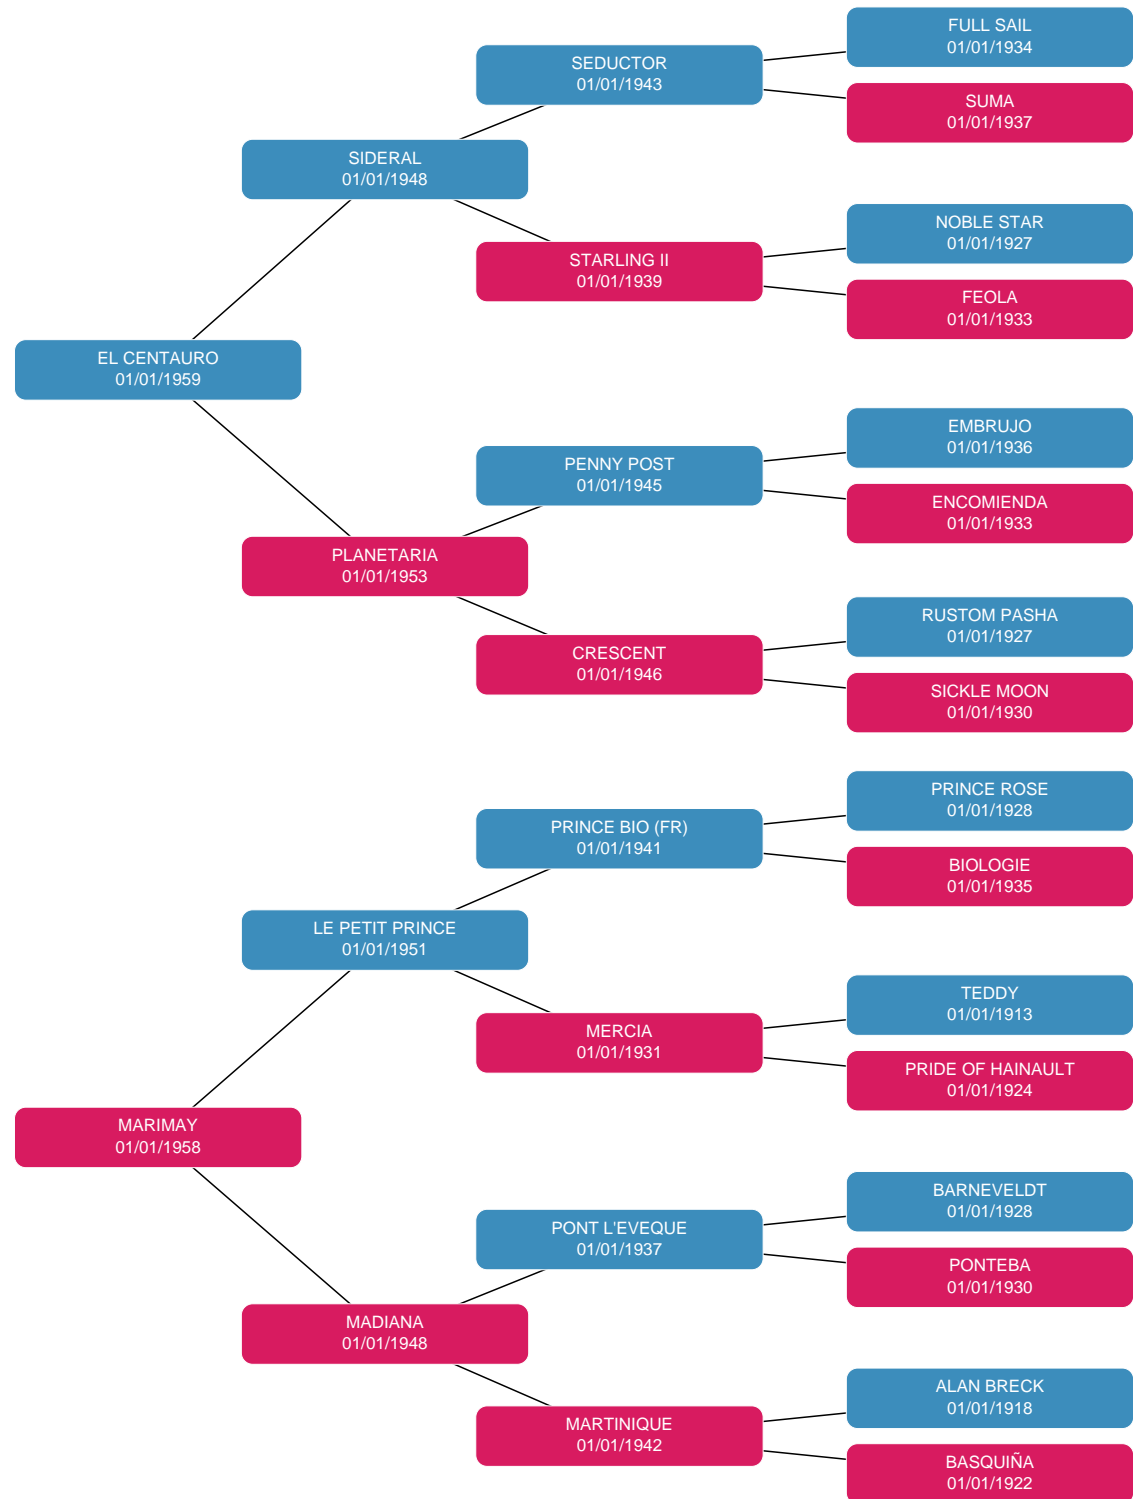 FULL SAIL
01/01/1934
SEDUCTOR
01/01/1943
SUMA
01/01/1937
SIDERAL
01/01/1948
NOBLE STAR
01/01/1927
STARLING II
01/01/1939
FEOLA
01/01/1933
EL CENTAURO
01/01/1959
EMBRUJO
01/01/1936
PENNY POST
01/01/1945
ENCOMIENDA
01/01/1933
PLANETARIA
01/01/1953
RUSTOM PASHA
01/01/1927
CRESCENT
01/01/1946
SICKLE MOON
01/01/1930
PRINCE ROSE
01/01/1928
PRINCE BIO (FR)
01/01/1941
BIOLOGIE
01/01/1935
LE PETIT PRINCE
01/01/1951
TEDDY
01/01/1913
MERCIA
01/01/1931
PRIDE OF HAINAULT
01/01/1924
MARIMAY
01/01/1958
BARNEVELDT
01/01/1928
PONT L'EVEQUE
01/01/1937
PONTEBA
01/01/1930
MADIANA
01/01/1948
ALAN BRECK
01/01/1918
MARTINIQUE
01/01/1942
BASQUIÑA
01/01/1922